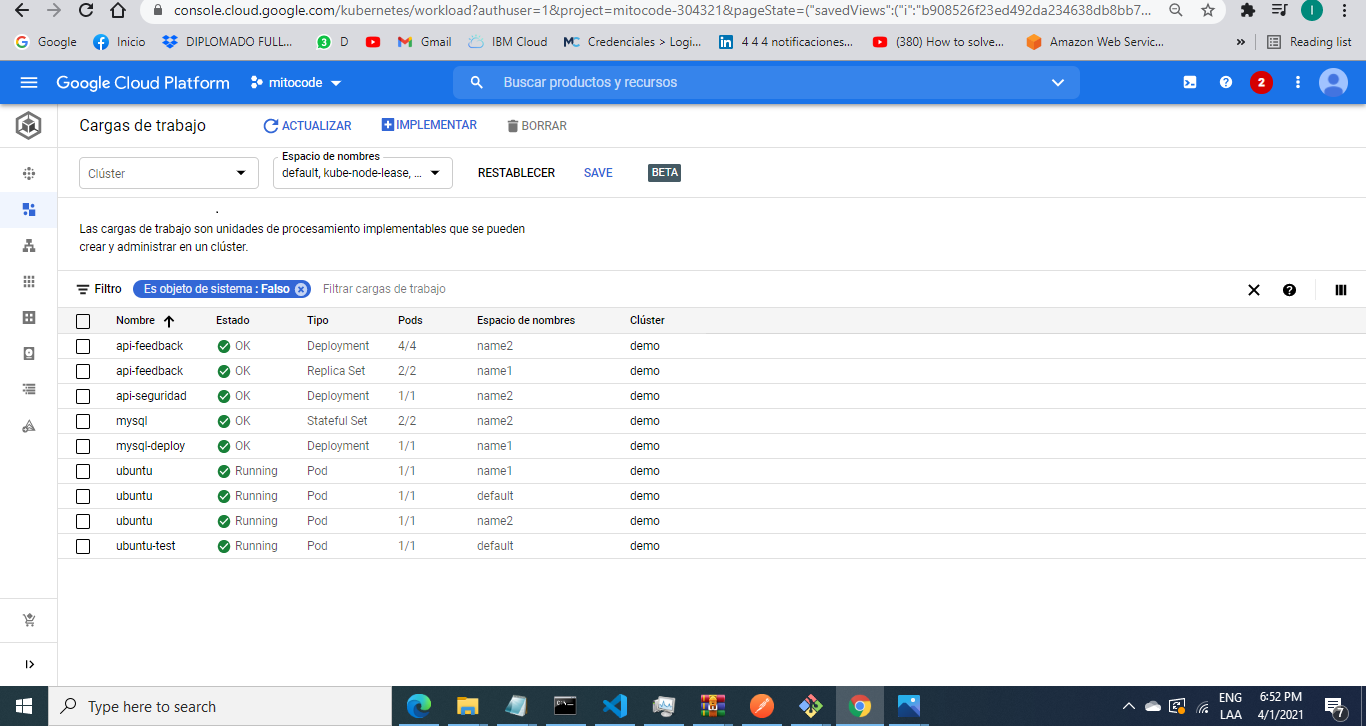 console.cloud.google.com/kubernetes/workload?authuser=1&project=mitocode-304321&pageState=("savedViews":("i":"b908526f23ed492da234638db8bb7...
I
Google Inicio DIPLOMADO FULL... 3 D Gmail IBM Cloud MC Credenciales > Logi... 4 4 4 notificaciones... (380) How to solve... Amazon Web Servic... » Reading list
Google Cloud Platform mitocode Buscar productos y recursos 2
Cargas de trabajo ACTUALIZAR IMPLEMENTAR BORRAR
Espacio de nombres
Clúster default, kube-node-lease, ... RESTABLECER SAVE BETA
.
Las cargas de trabajo son unidades de procesamiento implementables que se pueden
crear y administrar en un clúster.
Filtro Es objeto de sistema : Falso Filtrar cargas de trabajo
Nombre Estado Tipo Pods Espacio de nombres Clúster
api-feedback OK Deployment 4/4 name2 demo
api-feedback OK Replica Set 2/2 name1 demo
api-seguridad OK Deployment 1/1 name2 demo
mysql OK Stateful Set 2/2 name2 demo
mysql-deploy OK Deployment 1/1 name1 demo
ubuntu Running Pod 1/1 name1 demo
ubuntu Running Pod 1/1 default demo
ubuntu Running Pod 1/1 name2 demo
ubuntu-test Running Pod 1/1 default demo
Type here to search
ENG 6:52 PM
LAA 4/1/2021 7